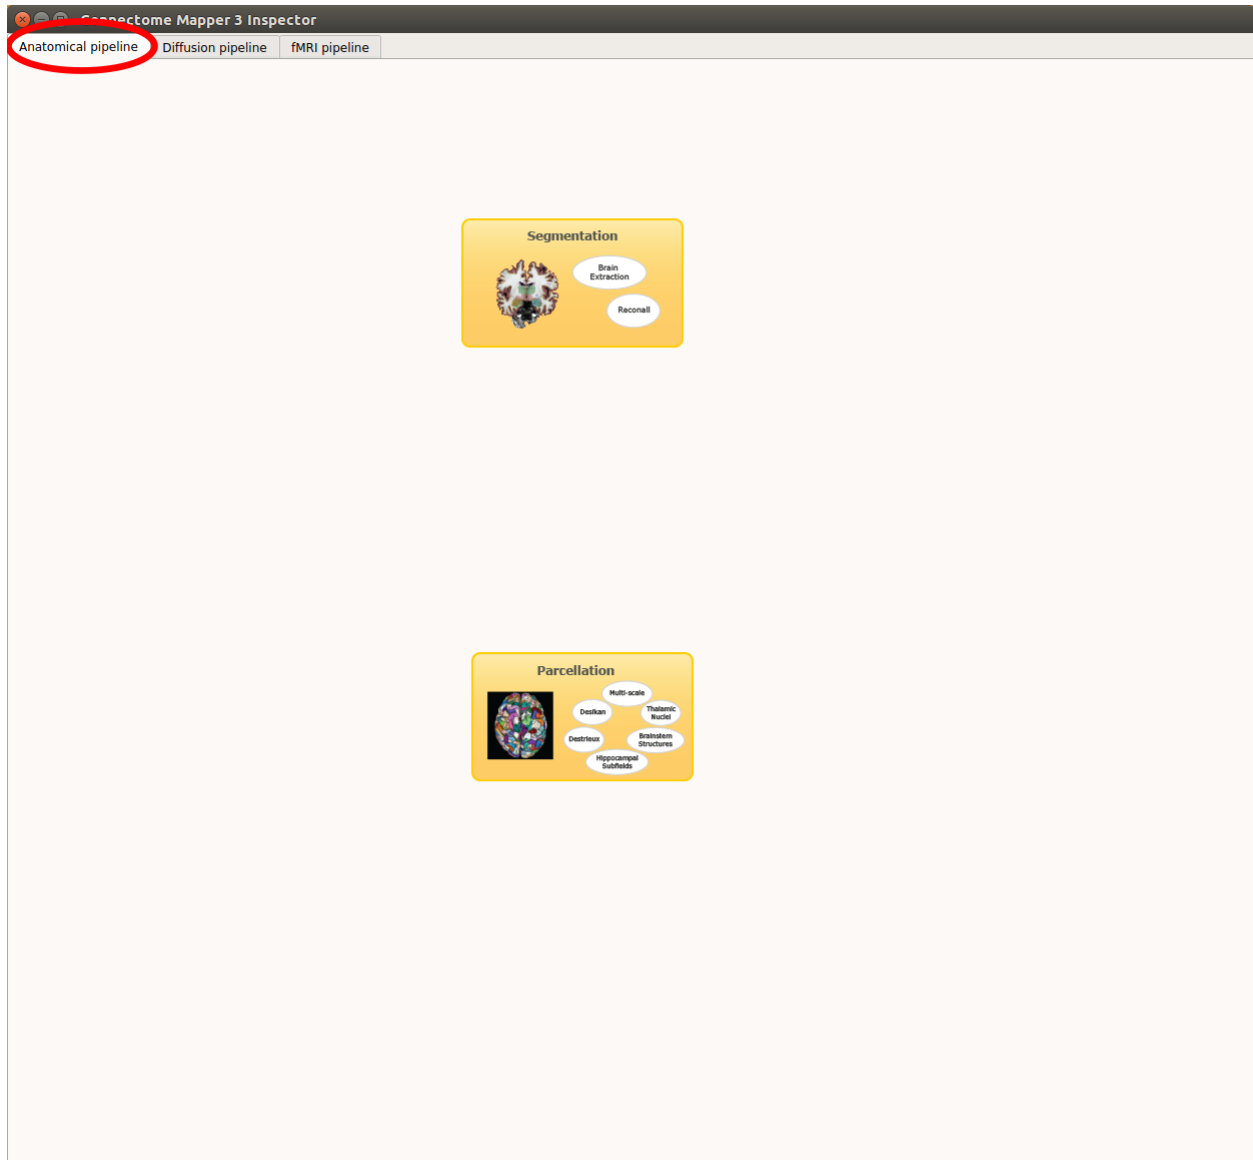 Connectome Mapper 3 Inspector
Anatomical pipeline
Diffusion pipeline
fMRI pipeline
Segmentation
Brain
Extraction
Reconall
Parcellation
Multi-scale
Desikan
Thalamic
Nuclei
Destrieux
Brainstem
Structures
Hippocampal
Subfields